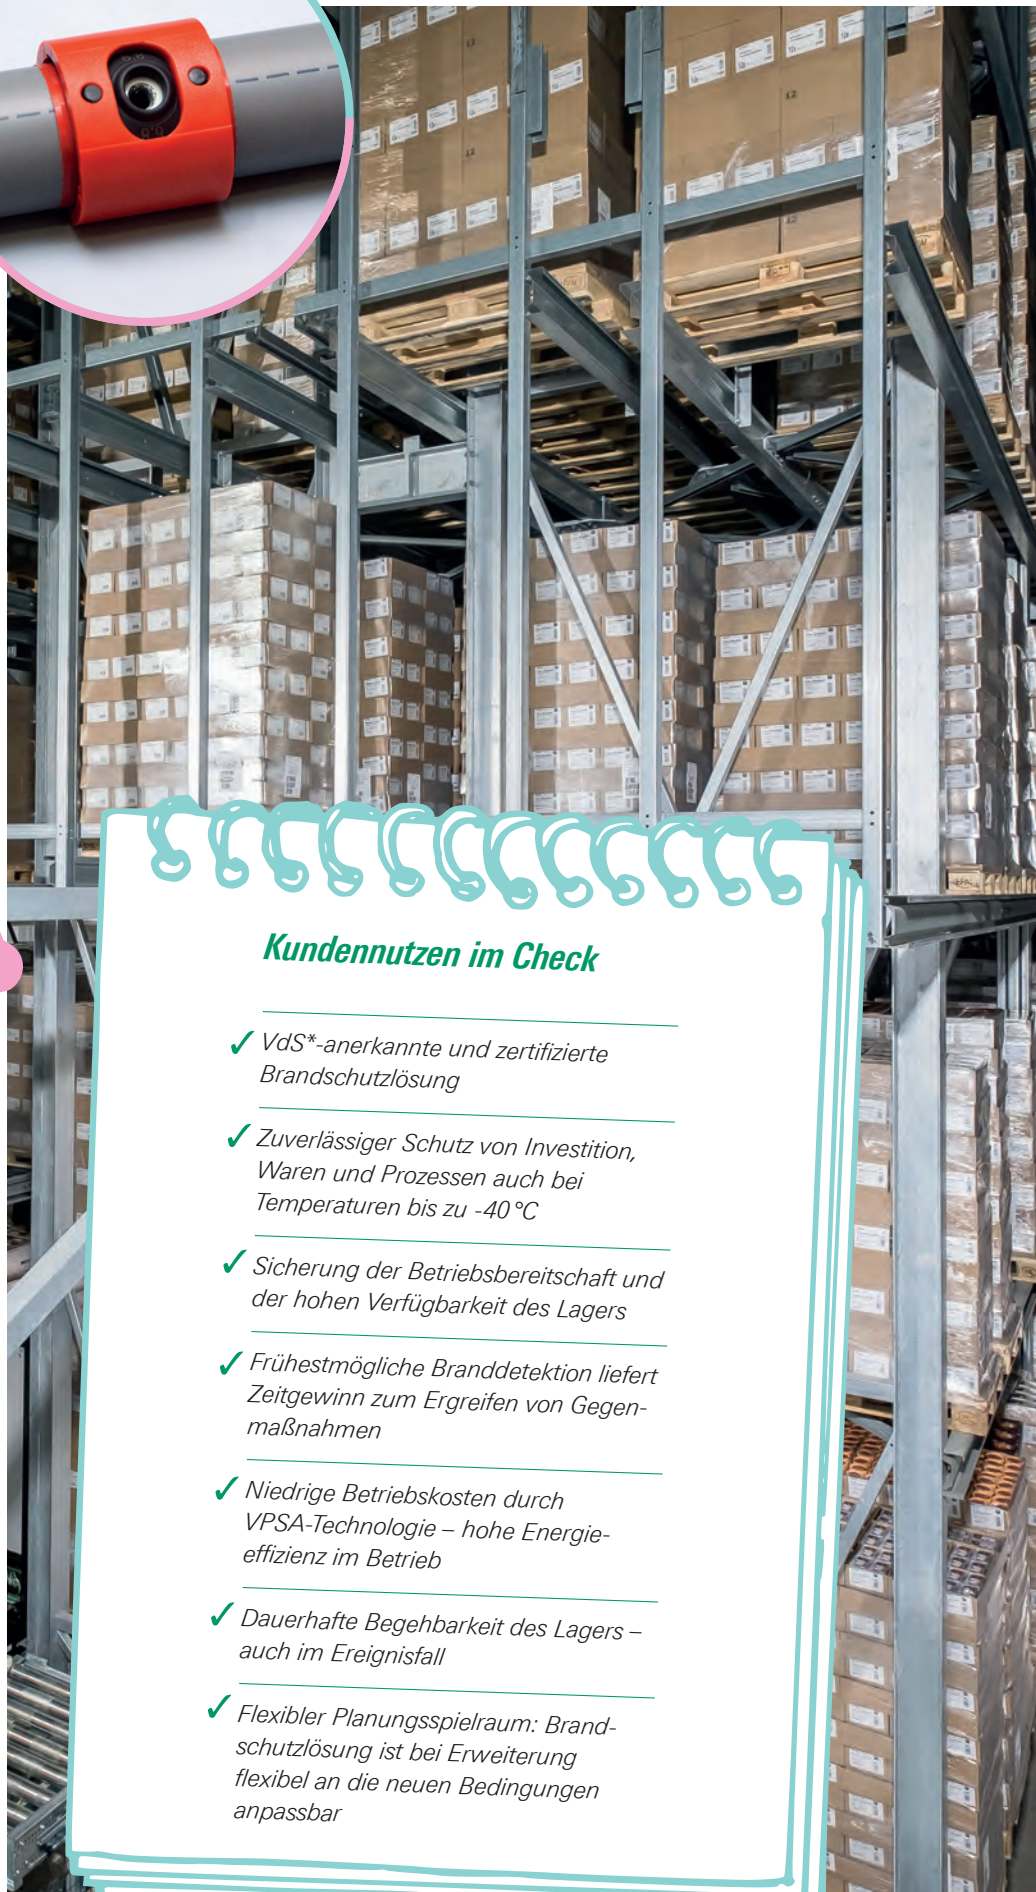 Kundennutzen im Check
✓ VdS*-anerkannte und zertifizierte
Brandschutzlösung
✓ Zuverlässiger Schutz von Investition,
Waren und Prozessen auch bei
Temperaturen bis zu -40 °C
✓ Sicherung der Betriebsbereitschaft und
der hohen Verfügbarkeit des Lagers
✓ Frühestmögliche Branddetektion liefert
Zeitgewinn zum Ergreifen von Gegen-
maßnahmen
✓ Niedrige Betriebskosten durch
VPSA-Technologie – hohe Energie-
effizienz im Betrieb
✓ Dauerhafte Begehbarkeit des Lagers –
auch im Ereignisfall
✓ Flexibler Planungsspielraum: Brand-
schutzlösung ist bei Erweiterung
flexibel an die neuen Bedingungen
anpassbar